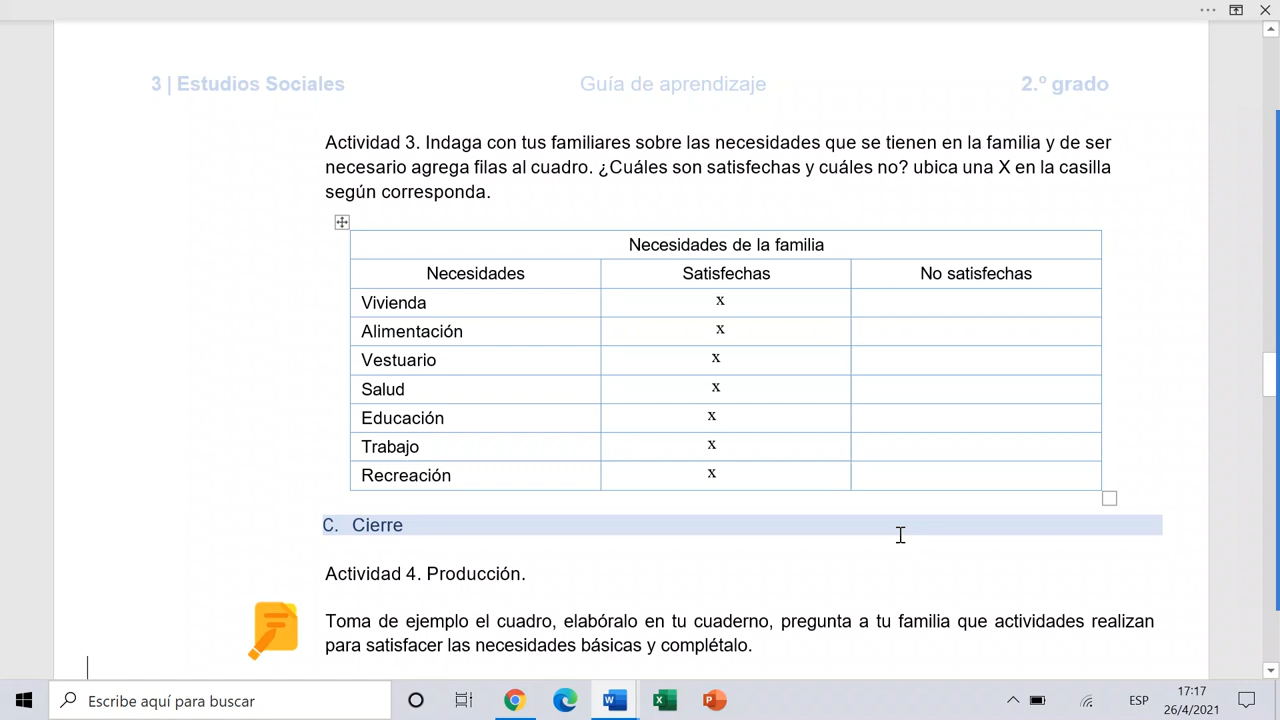 3 | Estudios Sociales Guía de aprendizaje 2.º grado
Actividad 3. Indaga con tus familiares sobre las necesidades que se tienen en la familia y de ser
necesario agrega filas al cuadro. ¿Cuáles son satisfechas y cuáles no? ubica una X en la casilla
según corresponda.
Necesidades de la familia
Necesidades Satisfechas No satisfechas
Vivienda x
Alimentación x
Vestuario x
Salud x
Educación x
Trabajo x
Recreación x
C. Cierre
Actividad 4. Producción.
Toma de ejemplo el cuadro, elabóralo en tu cuaderno, pregunta a tu familia que actividades realizan
para satisfacer las necesidades básicas y complétalo.
Escribe aquí para buscar
ESP
17:17
26/4/2021